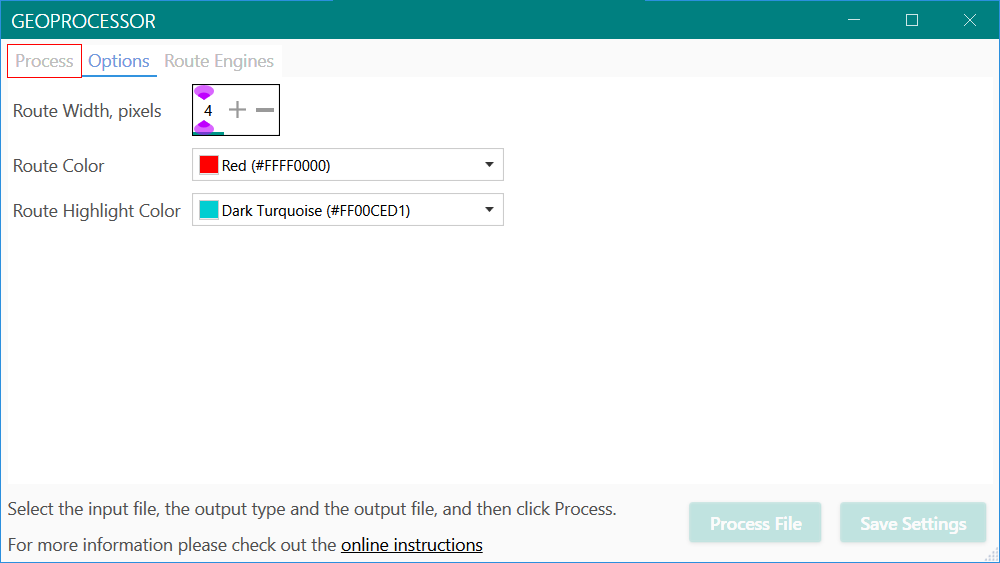 GEOPROCESSOR
Process Options Route Engines
Route Width, pixels 4
Route Color Red (#FFFF0000)
Route Highlight Color Dark Turquoise (#FF00CED1)
Select the input file, the output type and the output file, and then click Process.
Process File Save Settings
For more information please check out the online instructions